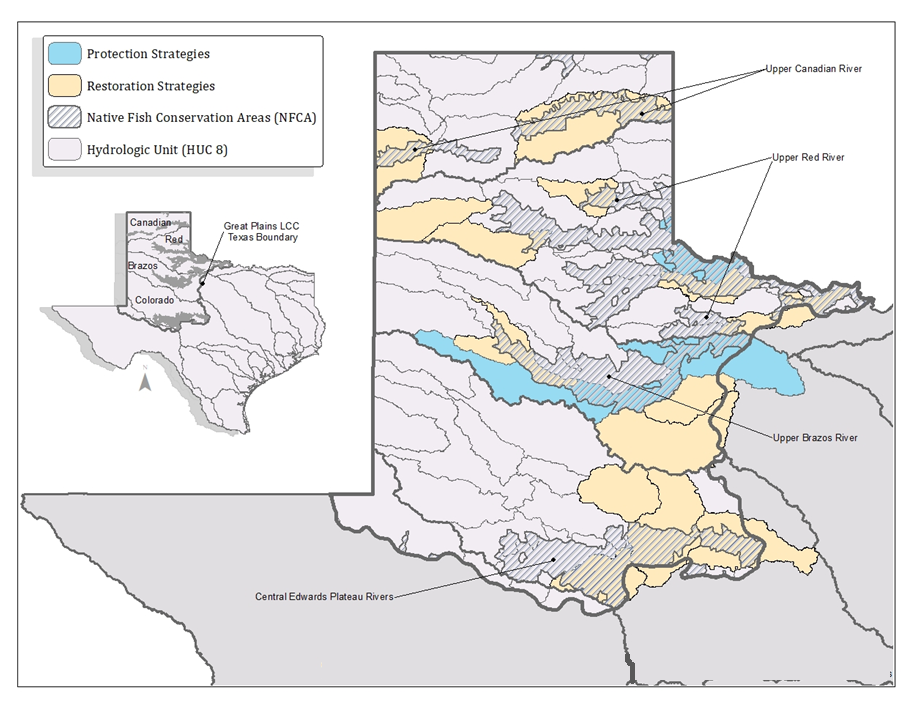 Protection Strategies
Restoration Strategies
Native Fish Conservation Areas (NFCA)
Hydrologic Unit (HUC 8)
Upper Canadian River
Upper Red River
Canadian
Red
Brazos
Colorado
Great Plains LCC
Texas Boundary
N
Upper Brazos River
Central Edwards Plateau Rivers